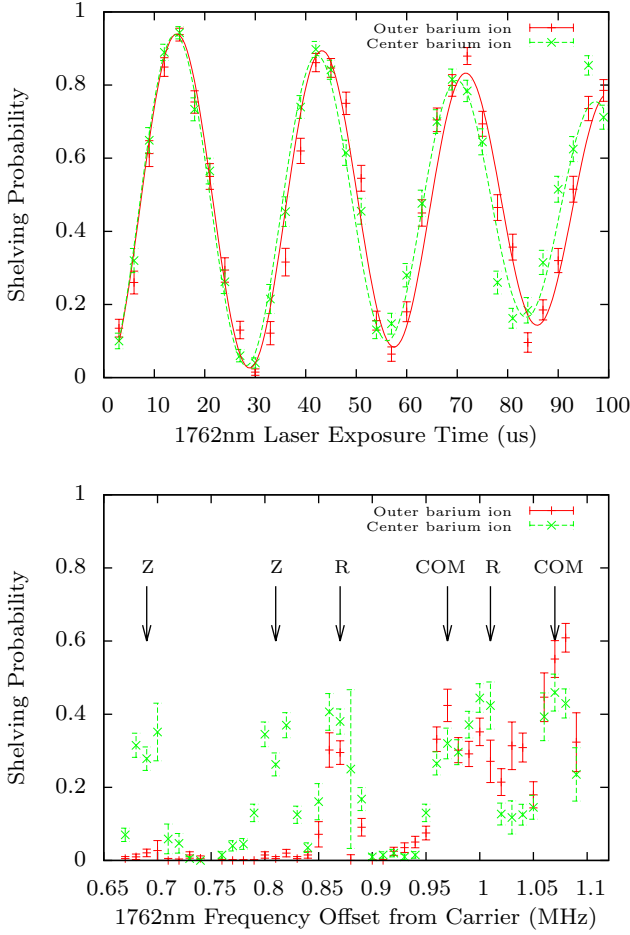 1
Outer barium ion
Center barium ion
0.8
0.6
0.4
0.2
0
Shelving Probability
0 10 20 30 40 50 60 70 80 90 100
1762nm Laser Exposure Time (us)
1
Outer barium ion
Center barium ion
0.8
Z Z R COM R COM
0.6
0.4
0.2
0
Shelving Probability
0.65 0.7 0.75 0.8 0.85 0.9 0.95 1 1.05 1.1
1762nm Frequency Offset from Carrier (MHz)